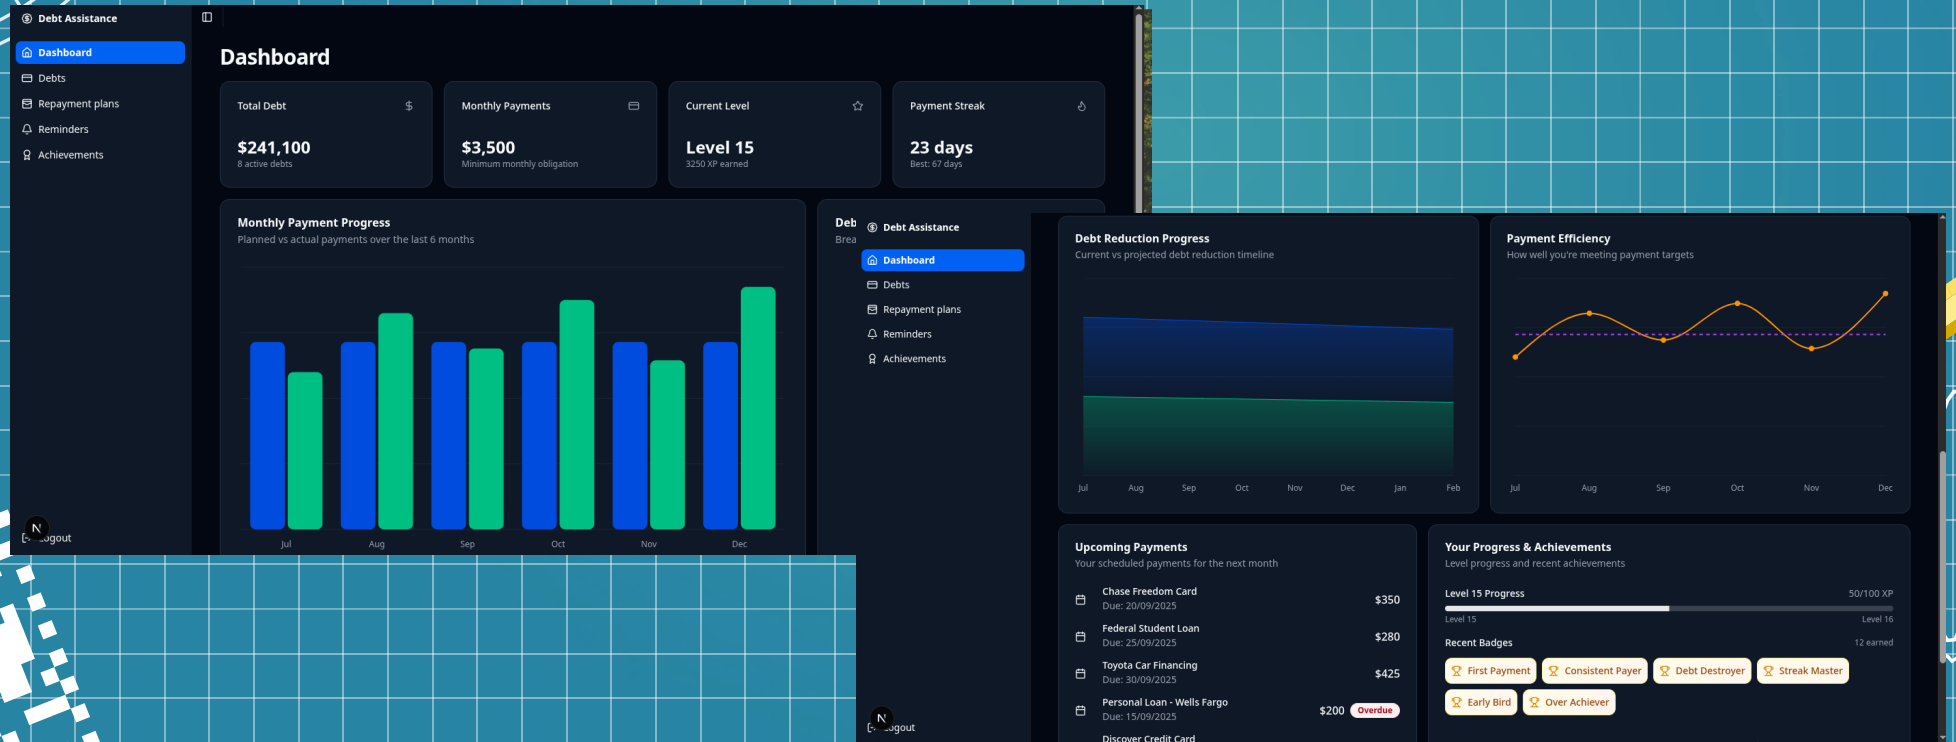 Debt Assistance
Dashboard
Debts
Repayment plans
Reminders
Achievements
Logout
Dashboard
Total Debt
$241,100
8 active debts
Monthly Payments
$3,500
Minimum monthly obligation
Current Level
Level 15
3250 XP earned
Payment Streak
23 days
Best: 67 days
Monthly Payment Progress
Planned vs actual payments over the last 6 months
Jul Aug Sep Oct Nov Dec
Deb
Brea
Debt Assistance
Dashboard
Debts
Repayment plans
Reminders
Achievements
Logout
Debt Reduction Progress
Current vs projected debt reduction timeline
Jul Aug Sep Oct Nov Dec Jan Feb
Payment Efficiency
How well you're meeting payment targets
Jul Aug Sep Oct Nov Dec
Upcoming Payments
Your scheduled payments for the next month
Chase Freedom Card
Due: 20/09/2025
$350
Federal Student Loan
Due: 25/09/2025
$280
Toyota Car Financing
Due: 30/09/2025
$425
Personal Loan - Wells Fargo
Due: 15/09/2025
$200 Overdue
Discover Credit Card
Your Progress & Achievements
Level progress and recent achievements
Level 15 Progress 50/100 XP
Level 15 Level 16
Recent Badges 12 earned
First Payment Consistent Payer Debt Destroyer Streak Master
Early Bird Over Achiever